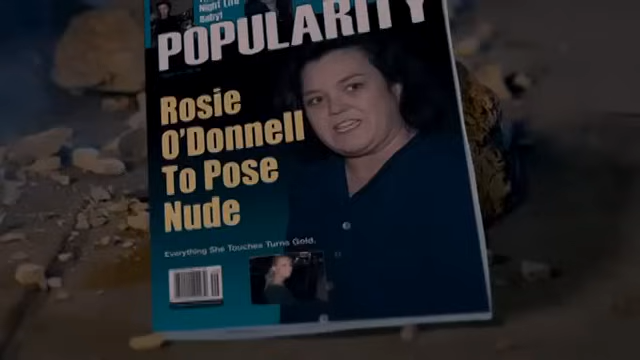 Night Life
Baby!
POPULARITY
Rosie
O'Donnell
To Pose
Nude
Everything She Touches Turns Gold.